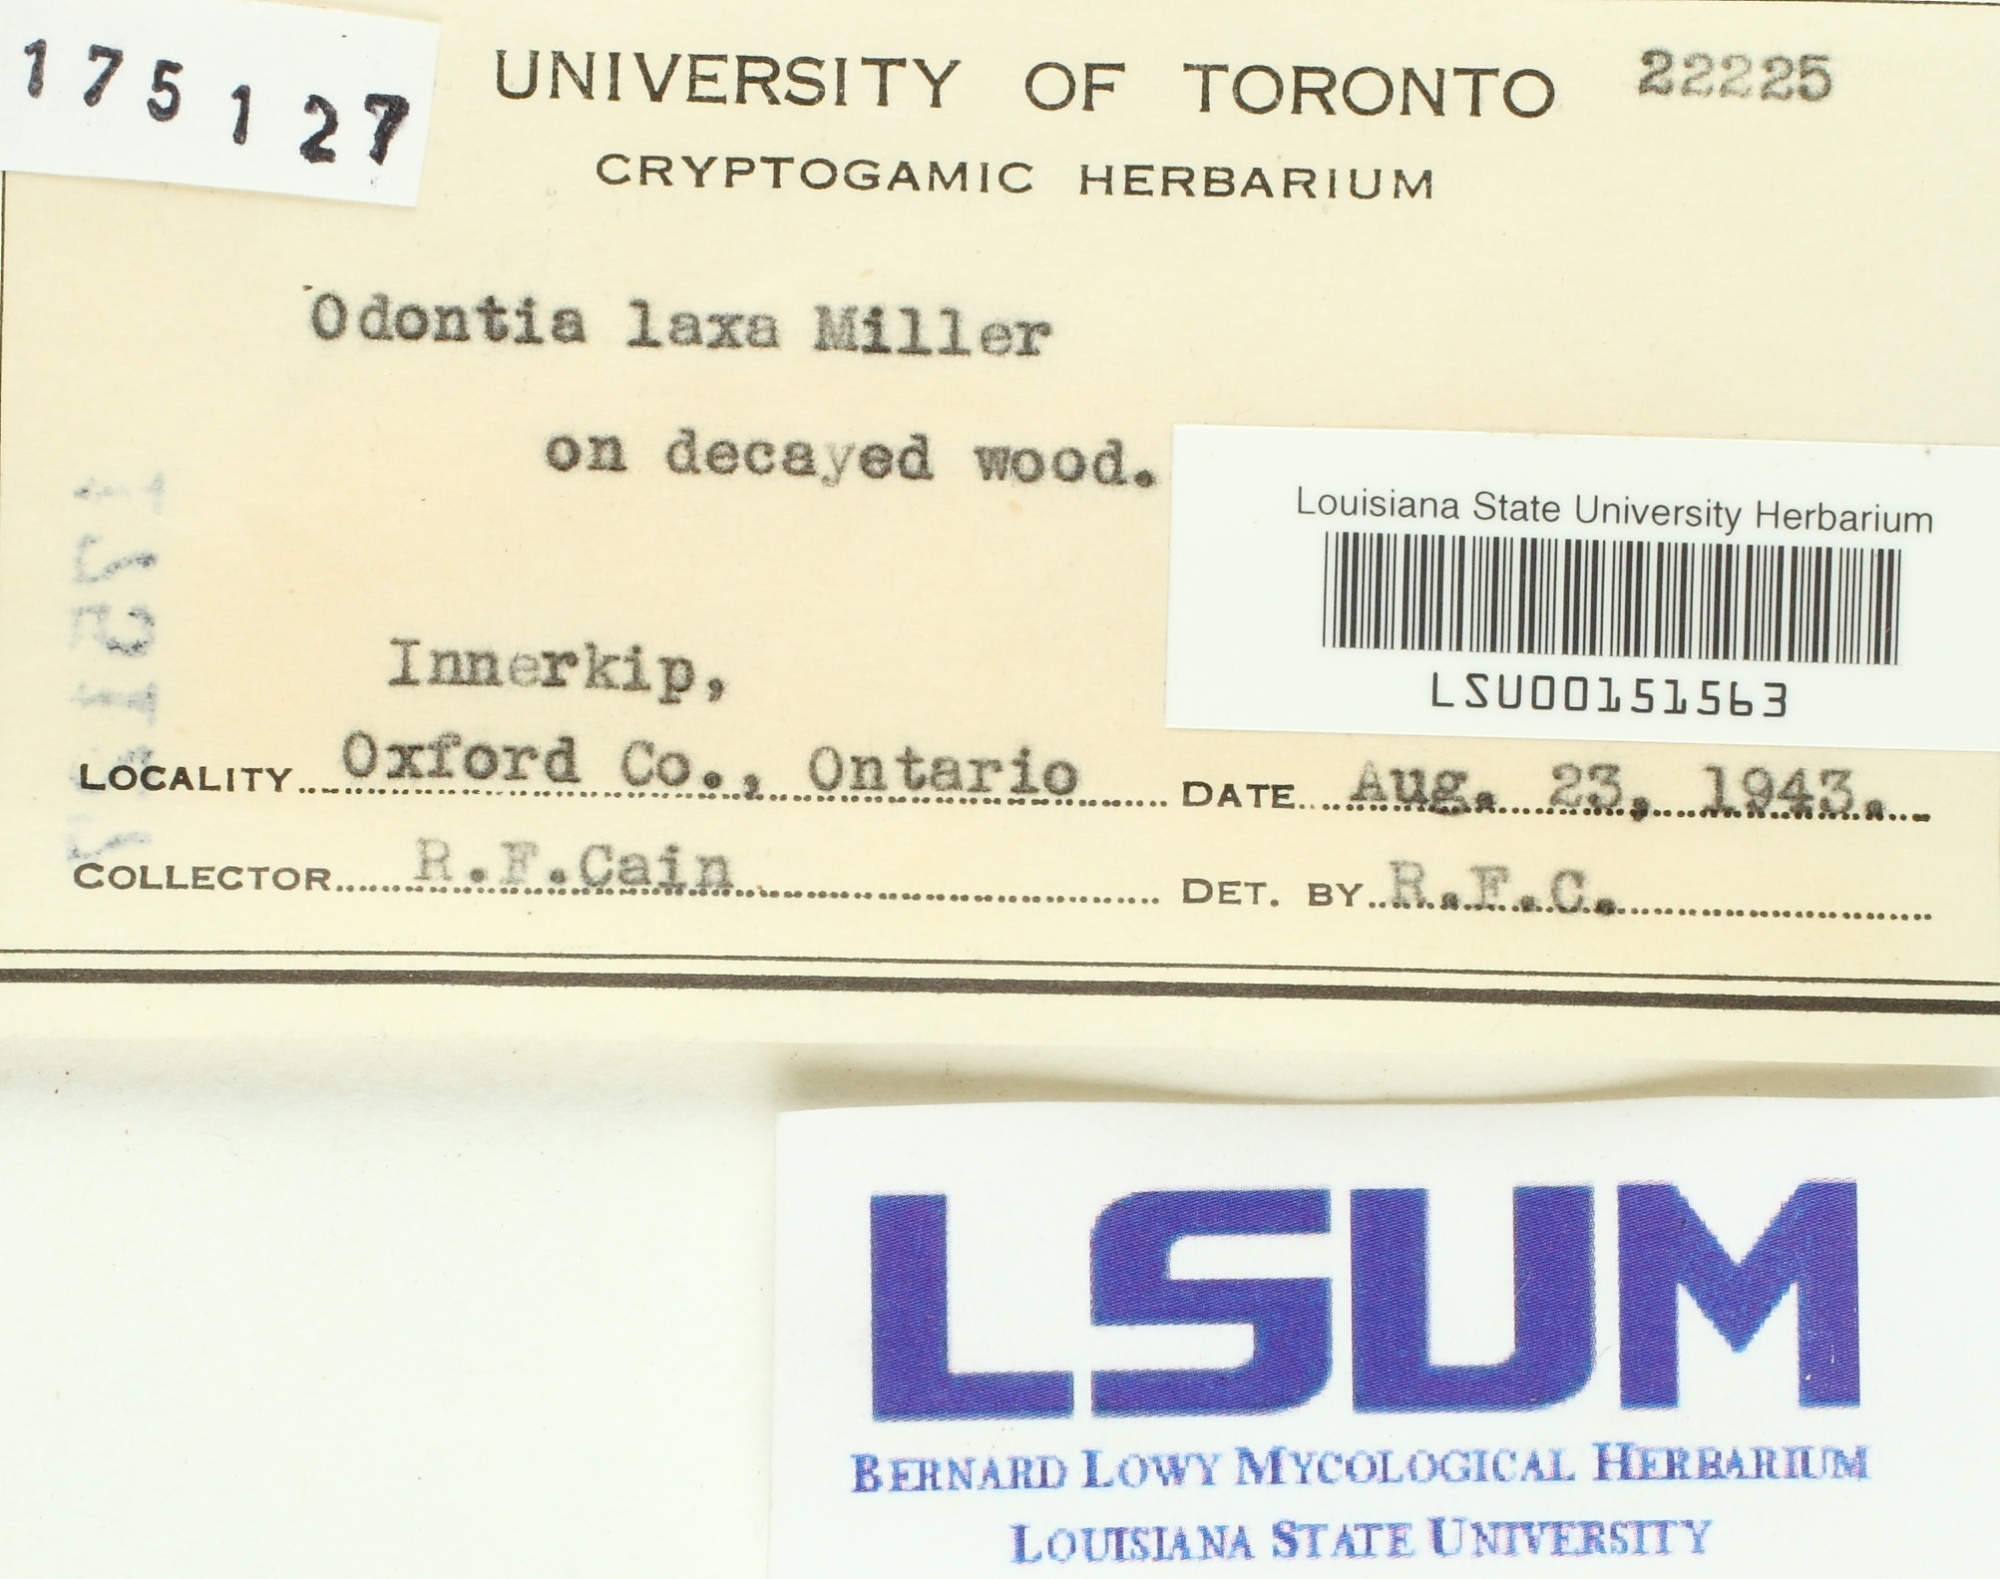 175127
UNIVERSITY OF TORONTO 22225
CRYPTOGAMIC HERBARIUM
Odontia laxa Miller
on decayed wood.
Louisiana State University Herbarium
LSU00151563
Innerkip,
LOCALITY Oxford Co., Ontario DATE Aug. 23, 1943.
COLLECTOR R.F.Cain DET. BY R.F.C.
LSUM
BERNARD LOWY MYCOLOGICAL HERBARIUM
LOUISIANA STATE UNIVERSITY